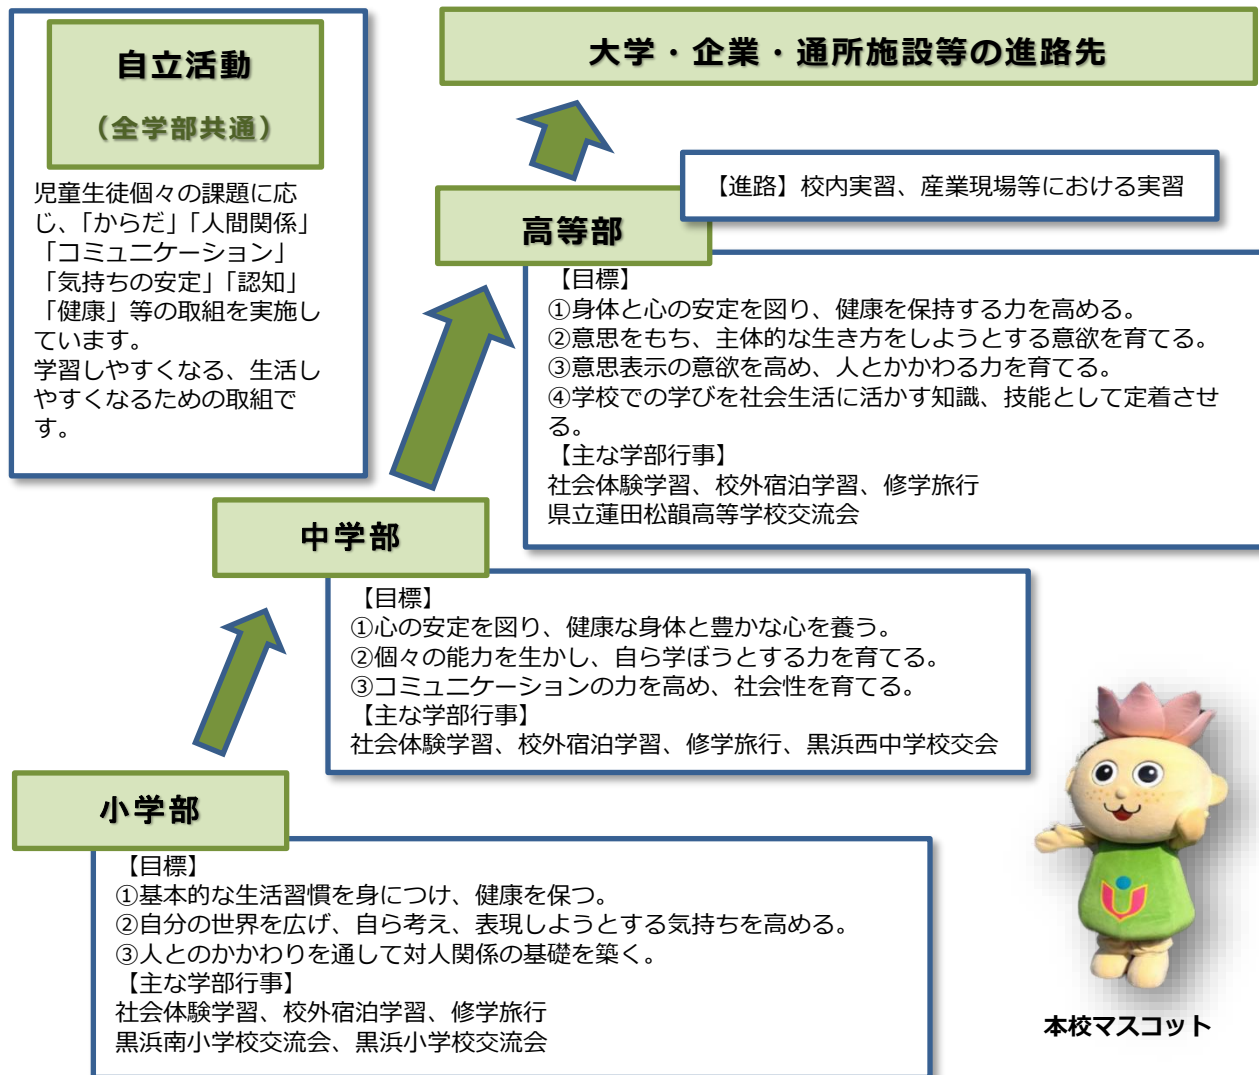 自立活動
（全学部共通）
児童生徒個々の課題に応
じ、「からだ」「人間関係」
「コミュニケーション」
「気持ちの安定」「認知」
「健康」等の取組を実施し
ています。
学習しやすくなる、生活し
やすくなるための取組で
す。
大学・企業・通所施設等の進路先
【進路】校内実習、産業現場等における実習
高等部
【目標】
①身体と心の安定を図り、健康を保持する力を高める。
②意思をもち、主体的な生き方をしようとする意欲を育てる。
③意思表示の意欲を高め、人とかかわる力を育てる。
④学校での学びを社会生活に活かす知識、技能として定着させ
る。
【主な学部行事】
社会体験学習、校外宿泊学習、修学旅行
県立蓮田松韻高等学校交流会
中学部
【目標】
①心の安定を図り、健康な身体と豊かな心を養う。
②個々の能力を生かし、自ら学ぼうとする力を育てる。
③コミュニケーションの力を高め、社会性を育てる。
【主な学部行事】
社会体験学習、校外宿泊学習、修学旅行、黒浜西中学校交会
小学部
【目標】
①基本的な生活習慣を身につけ、健康を保つ。
②自分の世界を広げ、自ら考え、表現しようとする気持ちを高める。
③人とのかかわりを通して対人関係の基礎を築く。
【主な学部行事】
社会体験学習、校外宿泊学習、修学旅行
黒浜南小学校交流会、黒浜小学校交流会
本校マスコット